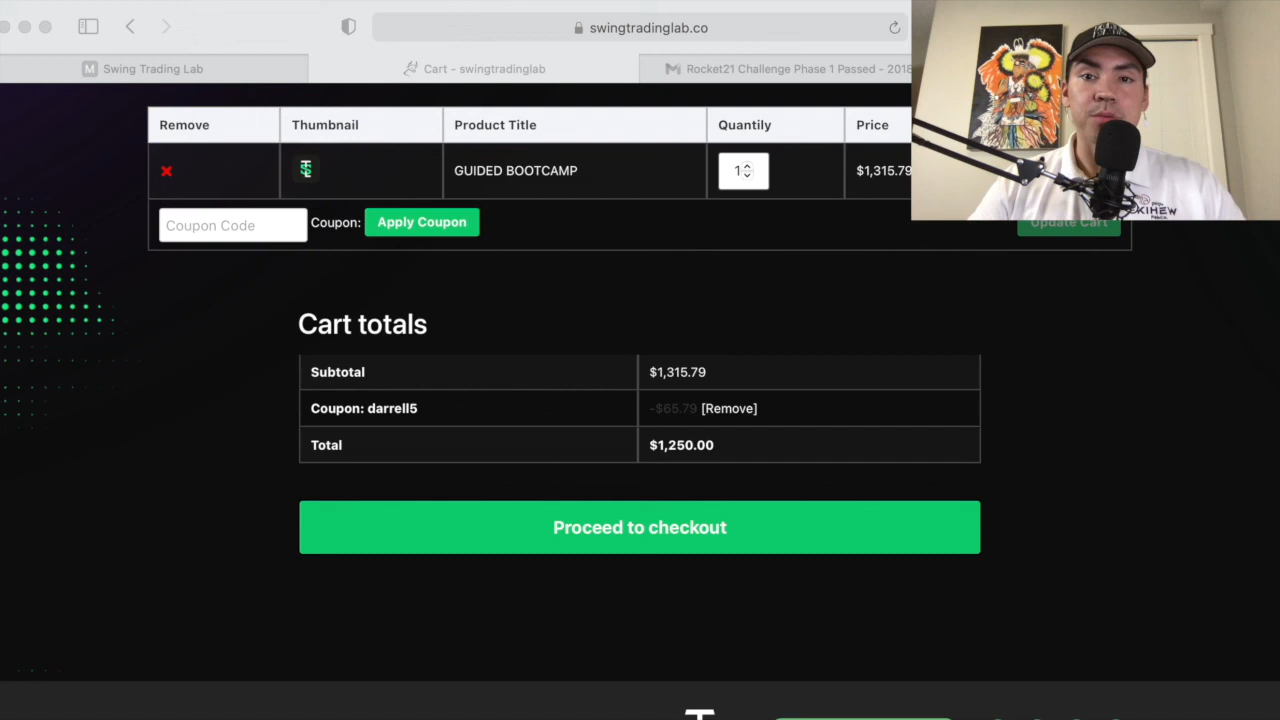 swingtradinglab.co
M Swing Trading Lab
Cart - swingtradinglab
Rocket21 Challenge Phase 1 Passed - 2018
Remove Thumbnail Product Title Quantily Price
GUIDED BOOTCAMP 1 $1,315.79
Coupon Code Coupon: Apply Coupon Update Cart
Cart totals
Subtotal $1,315.79
Coupon: darrell5 -$65.79 [Remove]
Total $1,250.00
Proceed to checkout